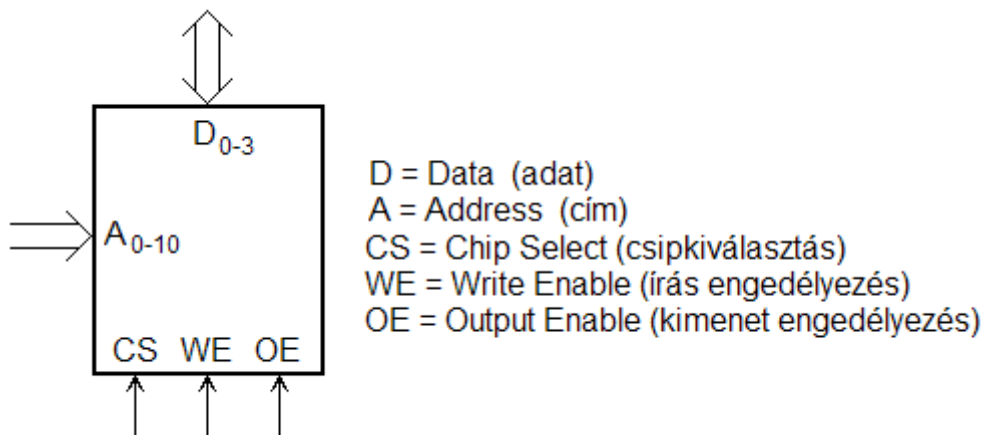 D0-3
A0-10
CS WE OE
D = Data (adat)
A = Address (cím)
CS = Chip Select (csipkiválasztás)
WE = Write Enable (írás engedélyezés)
OE = Output Enable (kimenet engedélyezés)